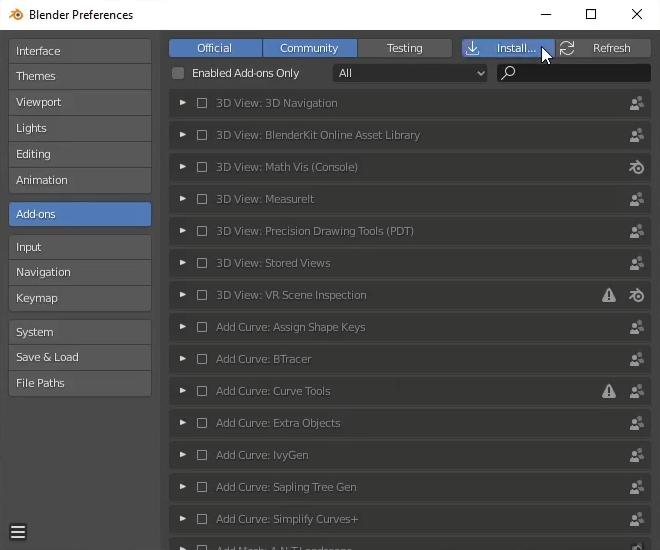 Blender Preferences
Interface
Themes
Viewport
Lights
Editing
Animation
Add-ons
Input
Navigation
Keymap
System
Save & Load
File Paths
Official Community Testing Install... Refresh
Enabled Add-ons Only All
3D View: 3D Navigation
3D View: BlenderKit Online Asset Library
3D View: Math Vis (Console)
3D View: MeasureIt
3D View: Precision Drawing Tools (PDT)
3D View: Stored Views
3D View: VR Scene Inspection
Add Curve: Assign Shape Keys
Add Curve: BTracer
Add Curve: Curve Tools
Add Curve: Extra Objects
Add Curve: IvyGen
Add Curve: Sapling Tree Gen
Add Curve: Simplify Curves+
Add Mesh: A.N.T.Landscape